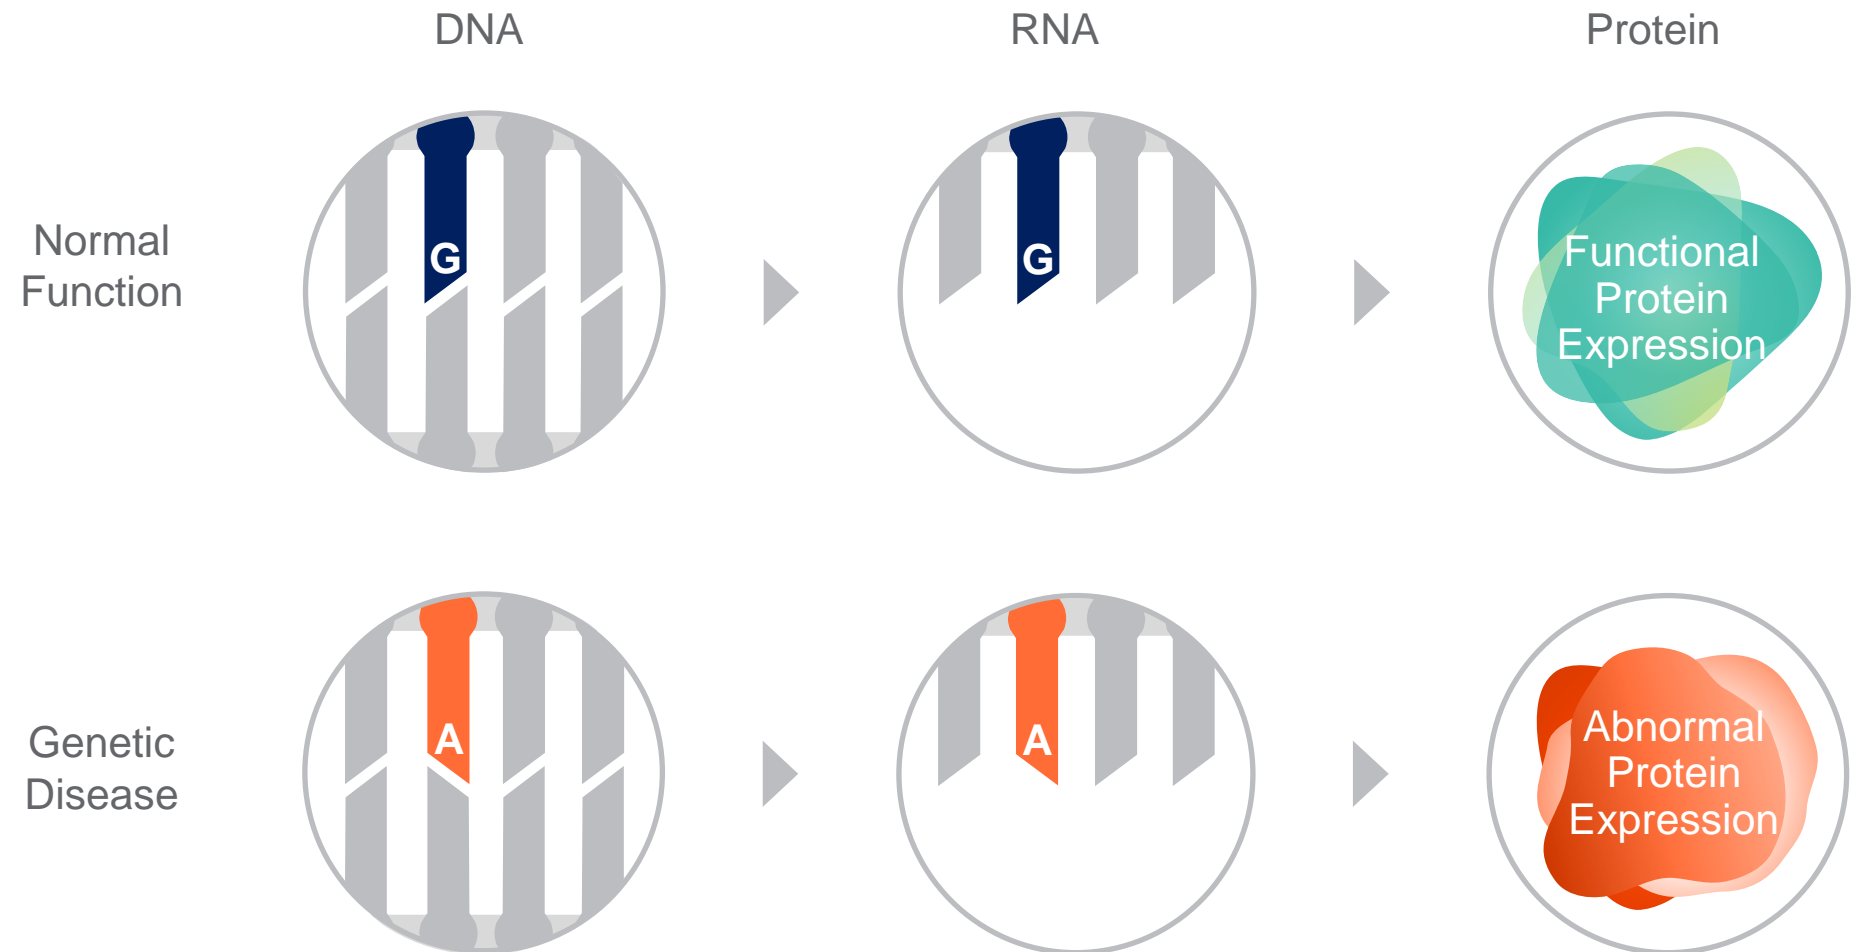 DNA
RNA
Protein
Normal
Function
G
G
Functional
Protein
Expression
Genetic
Disease
A
A
Abnormal
Protein
Expression